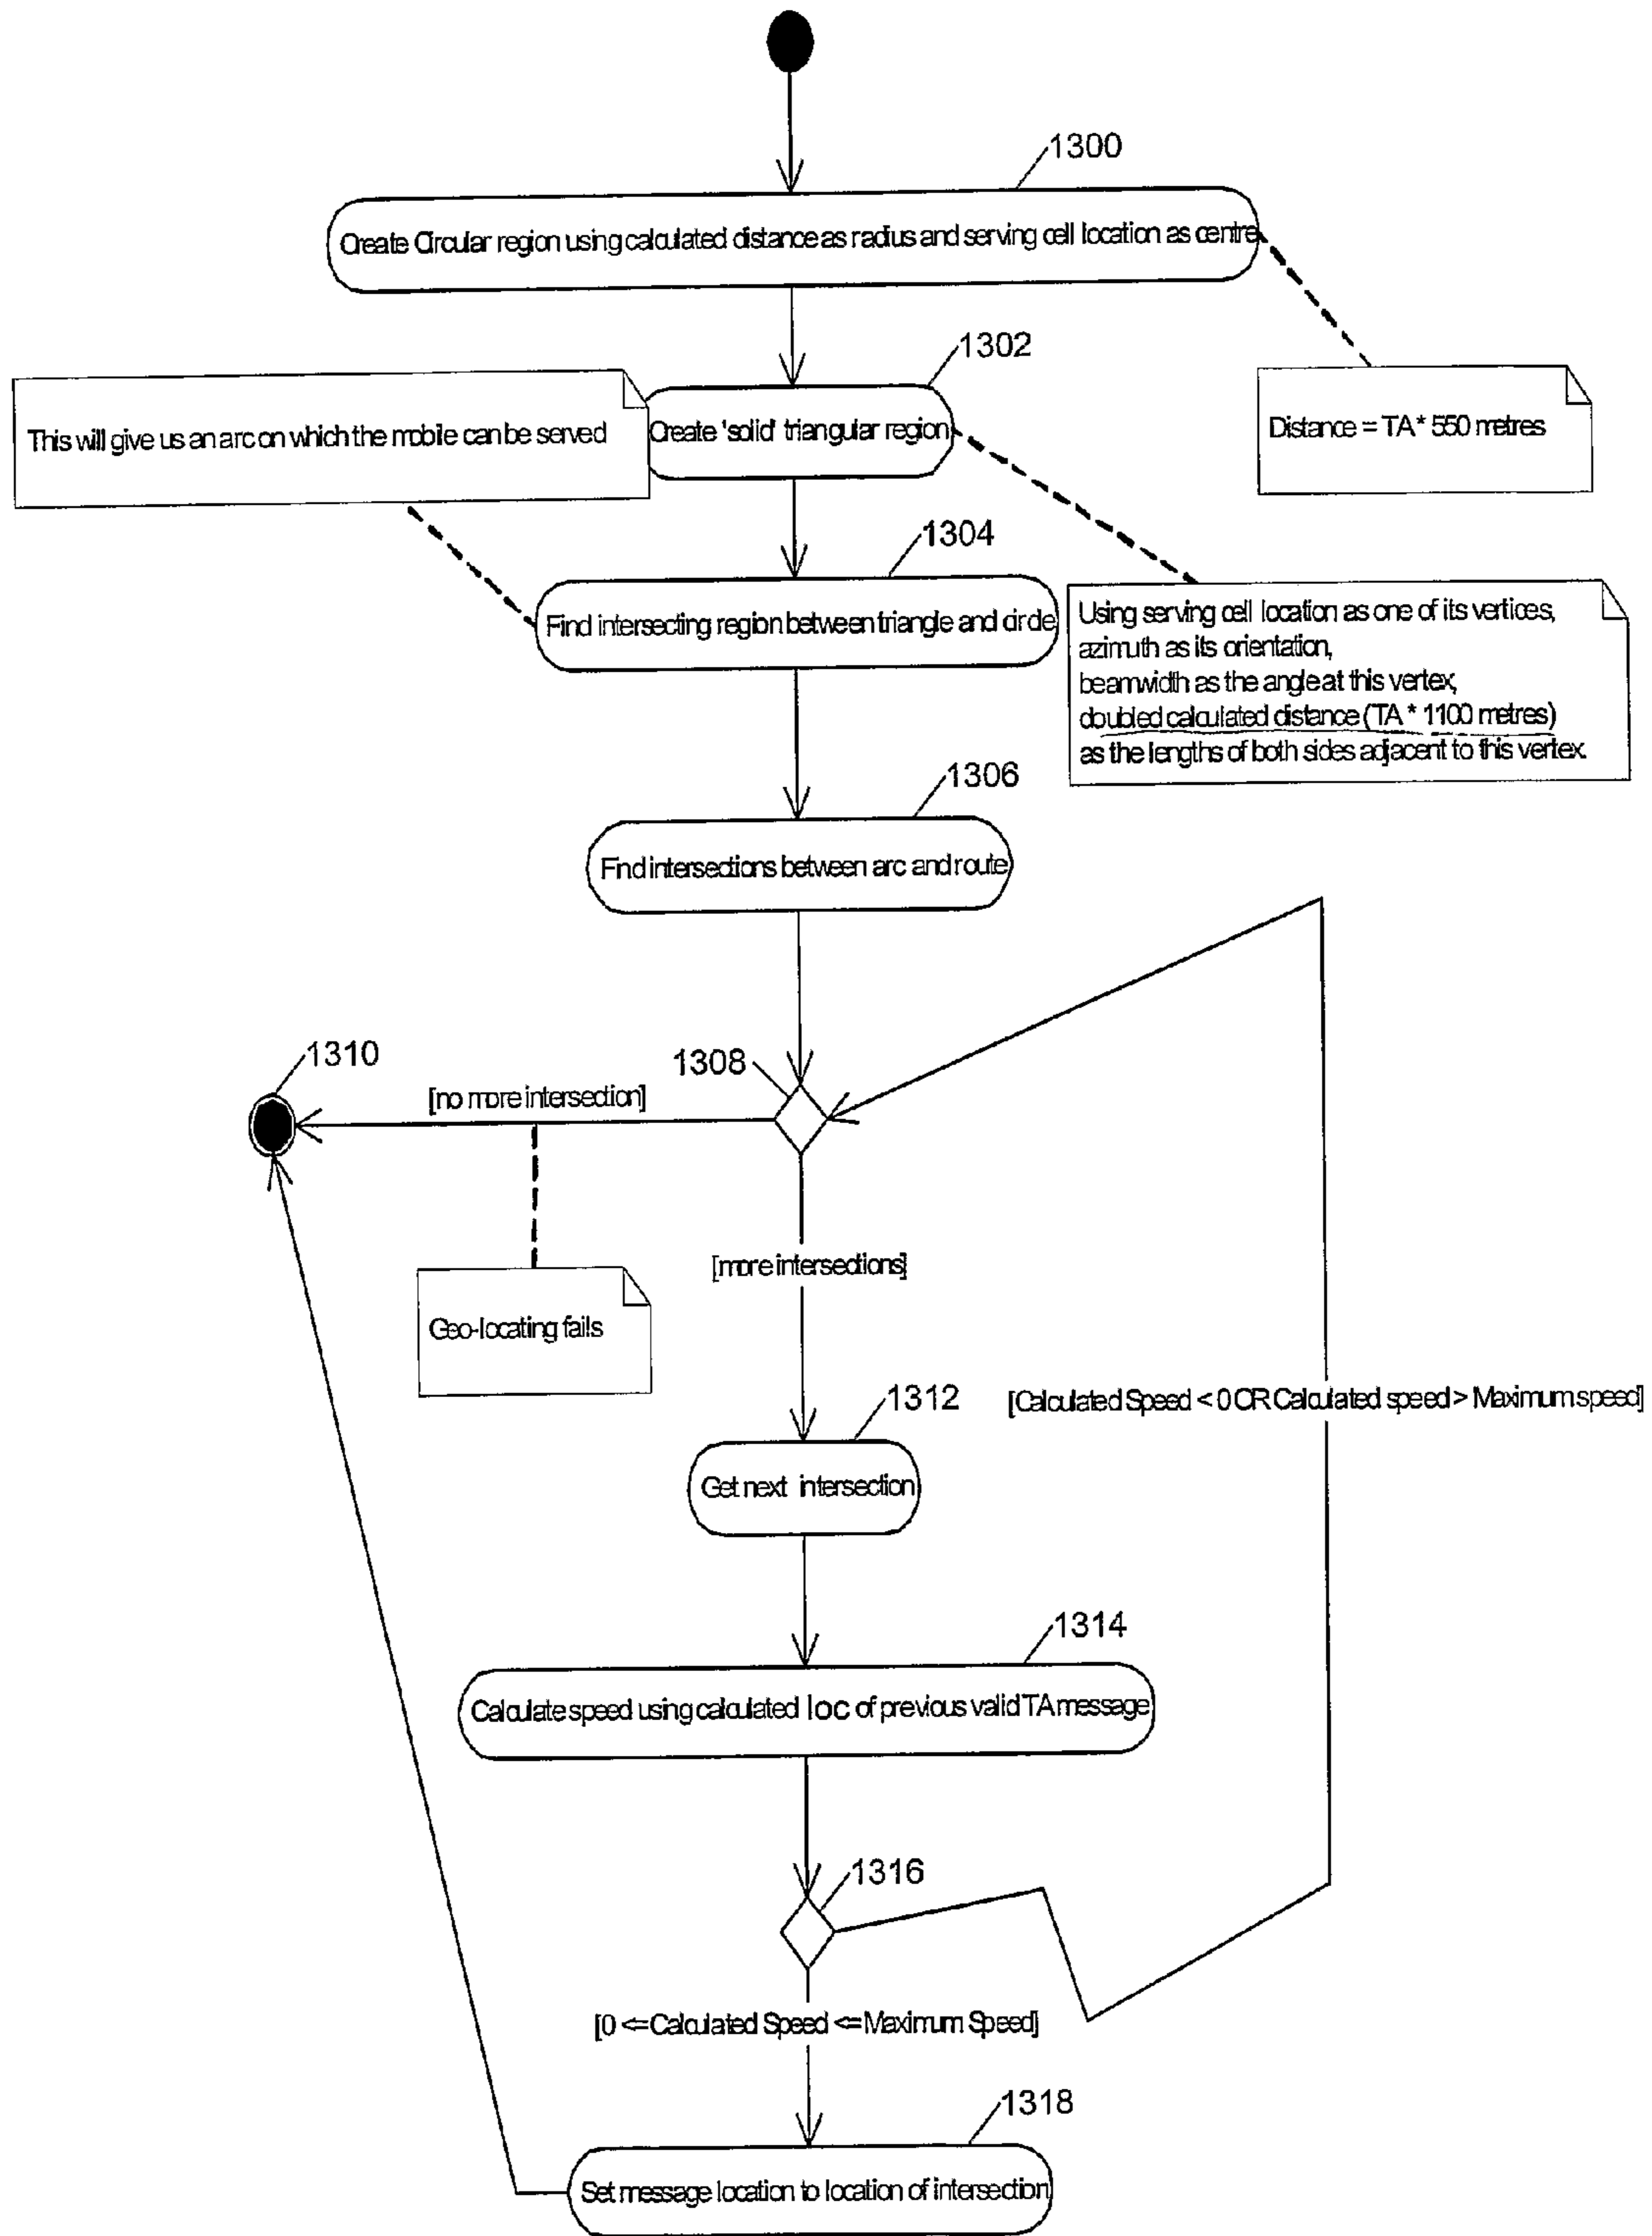 1300
Create Circular region using calculated distance as radius and serving cell location as centre
1302
This will give us an arc on which the mobile can be served
Create 'solid' triangular region
Distance = TA * 550 metres
1304
Find intersecting region between triangle and circle
Using serving cell location as one of its vertices,
azimuth as its orientation,
beamwidth as the angle at this vertex,
doubled calculated distance (TA * 1100 metres)
as the lengths of both sides adjacent to this vertex.
1306
Find intersections between arc and route
1310
1308
[no more intersection]
[more intersections]
Geo-locating fails
1312
[Calculated Speed < 0 OR Calculated speed > Maximum speed]
Get next intersection
1314
Calculate speed using calculated loc of previous valid TA message
1316
[0 <= Calculated Speed <= Maximum Speed]
1318
Set message location to location of intersection